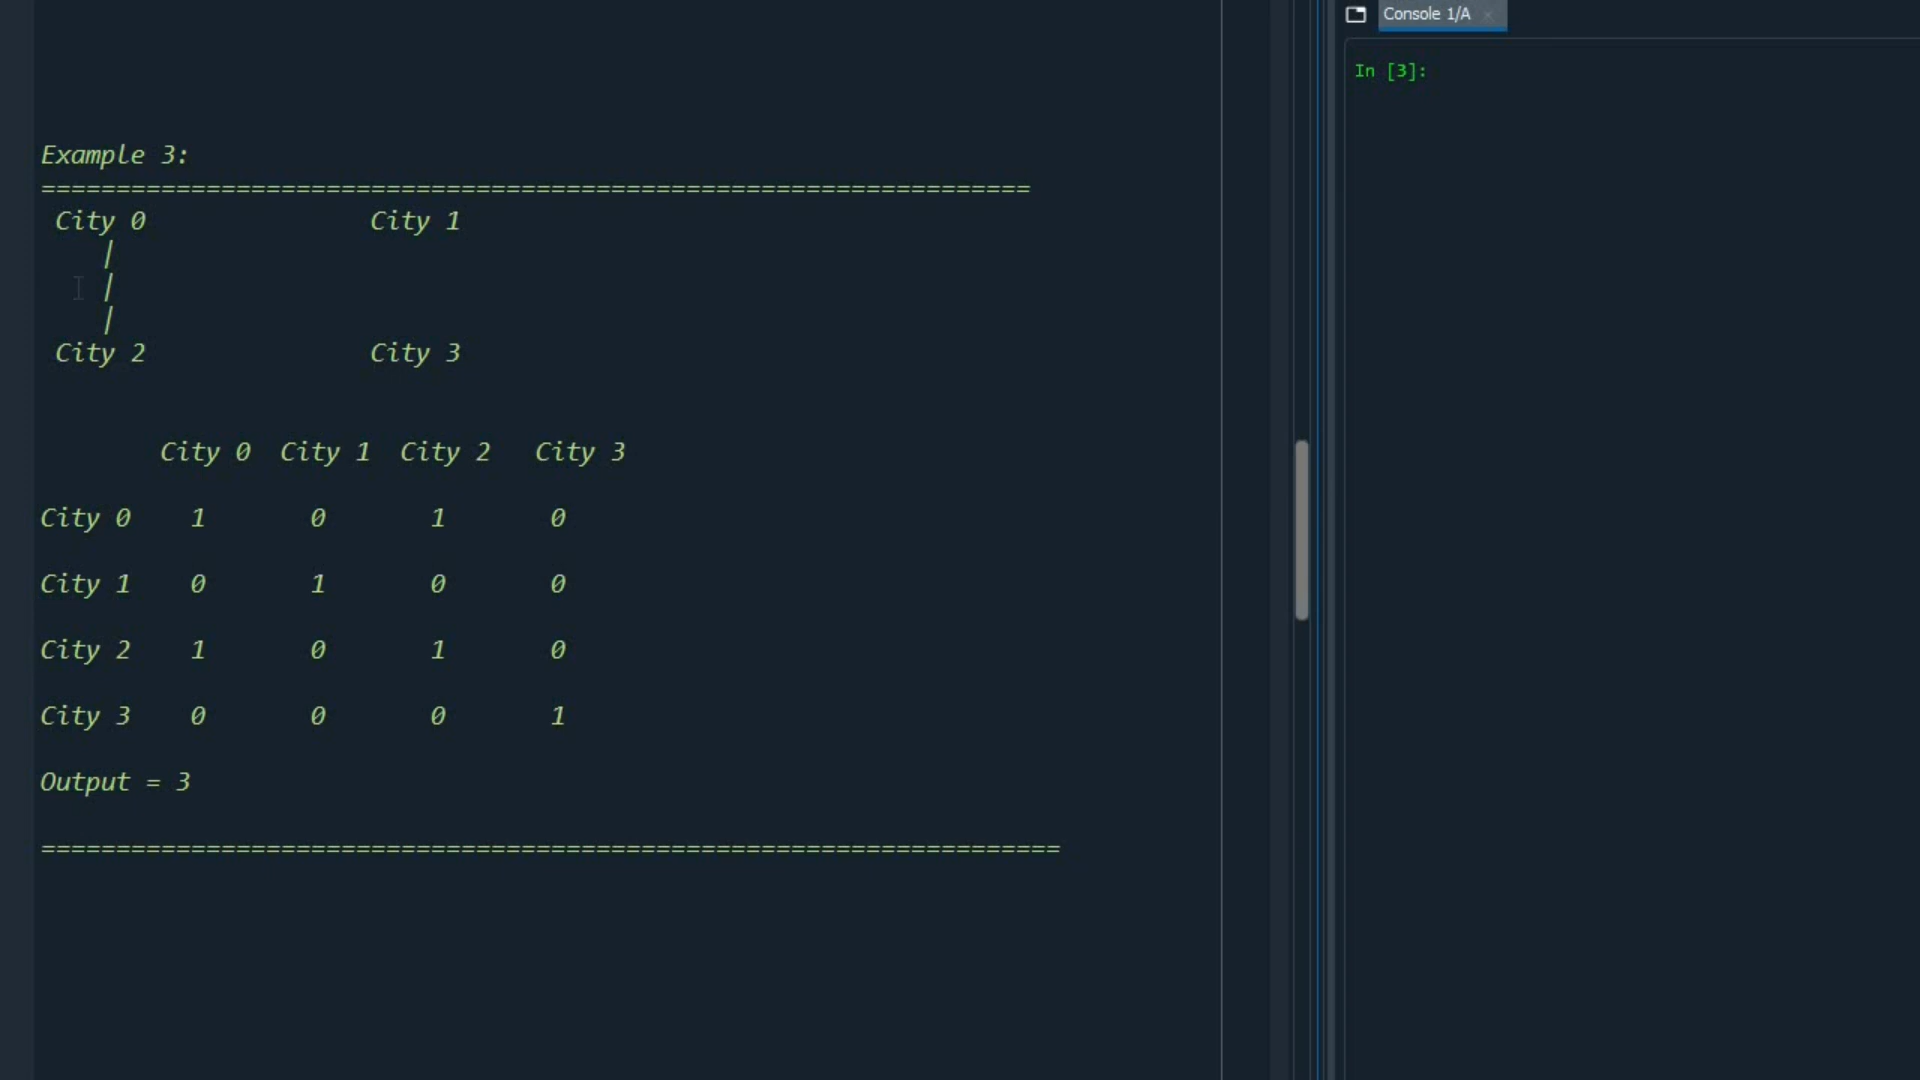 Console 1/A
In [3]:
Example 3:
==================================================================
City 0 City 1
|
|
|
City 2 City 3
City 0 City 1 City 2 City 3
City 0 1 0 1 0
City 1 0 1 0 0
City 2 1 0 1 0
City 3 0 0 0 1
Output = 3
====================================================================